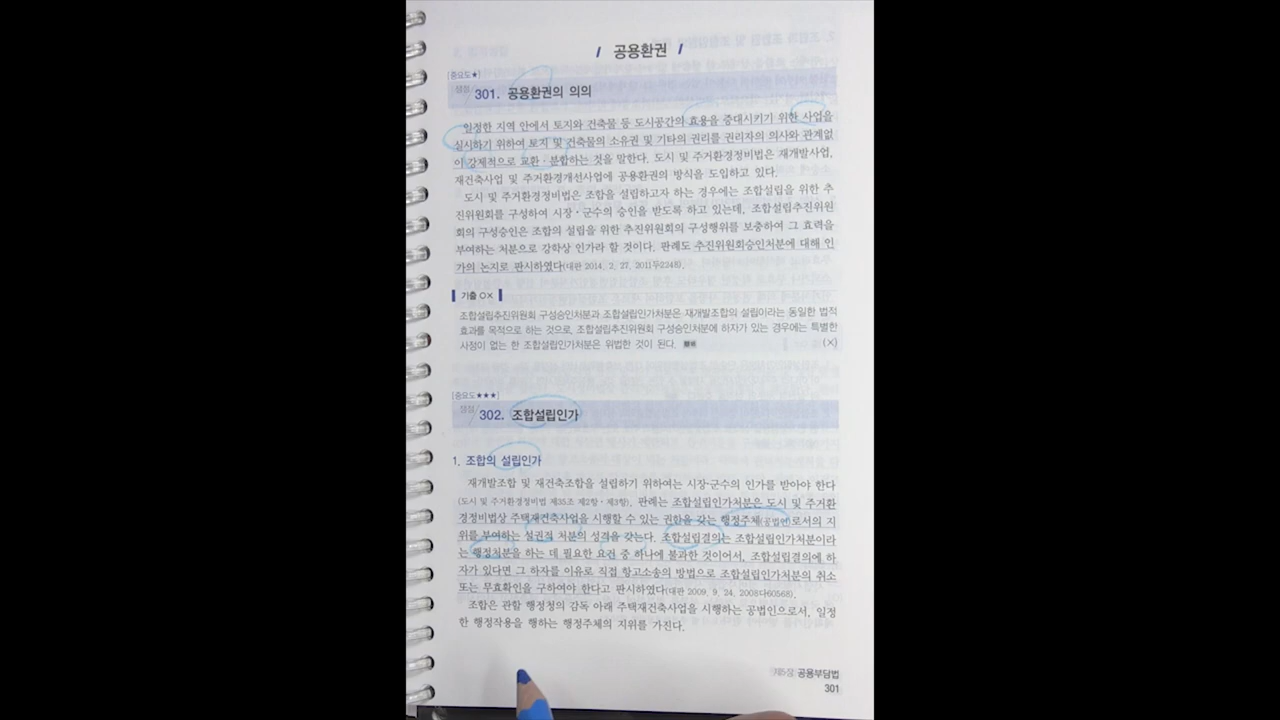 공용환권
[중요도★]
쟁점 301. 공용환권의 의의
일정한 지역 안에서 토지와 건축물 등 도시공간의 효용을 증대시키기 위한 사업을
실시하기 위하여 토지 및 건축물의 소유권 및 기타의 권리를 권리자의 의사와 관계없
이 강제적으로 교환·분합하는 것을 말한다. 도시 및 주거환경정비법은 재개발사업,
재건축사업 및 주거환경개선사업에 공용환권의 방식을 도입하고 있다.
도시 및 주거환경정비법은 조합을 설립하고자 하는 경우에는 조합설립을 위한 추
진위원회를 구성하여 시장·군수의 승인을 받도록 하고 있는데, 조합설립추진위원
회의 구성승인은 조합의 설립을 위한 추진위원회의 구성행위를 보충하여 그 효력을
부여하는 처분으로 강학상 인가라 할 것이다. 판례도 추진위원회승인처분에 대해 인
가의 논지로 판시하였다(대판 2014. 2. 27, 2011두2248).
기출 OX
조합설립추진위원회 구성승인처분과 조합설립인가처분은 재개발조합의 설립이라는 동일한 법적
효과를 목적으로 하는 것으로, 조합설립추진위원회 구성승인처분에 하자가 있는 경우에는 특별한
사정이 없는 한 조합설립인가처분은 위법한 것이 된다. (X)
[중요도★★★]
쟁점 302. 조합설립인가
1. 조합의 설립인가
재개발조합 및 재건축조합을 설립하기 위하여는 시장·군수의 인가를 받아야 한다
(도시 및 주거환경정비법 제35조 제2항·제3항). 판례는 조합설립인가처분은 도시 및 주거환
경정비법상 주택재건축사업을 시행할 수 있는 권한을 갖는 행정주체(공법인)로서의 지
위를 부여하는 설권적 처분의 성격을 갖는다. 조합설립결의는 조합설립인가처분이라
는 행정처분을 하는 데 필요한 요건 중 하나에 불과한 것이어서, 조합설립결의에 하
자가 있다면 그 하자를 이유로 직접 항고소송의 방법으로 조합설립인가처분의 취소
또는 무효확인을 구하여야 한다고 판시하였다(대판 2009. 9. 24, 2008다60568).
조합은 관할 행정청의 감독 아래 주택재건축사업을 시행하는 공법인으로서, 일정
한 행정작용을 행하는 행정주체의 지위를 가진다.
제5장 공용부담법
301